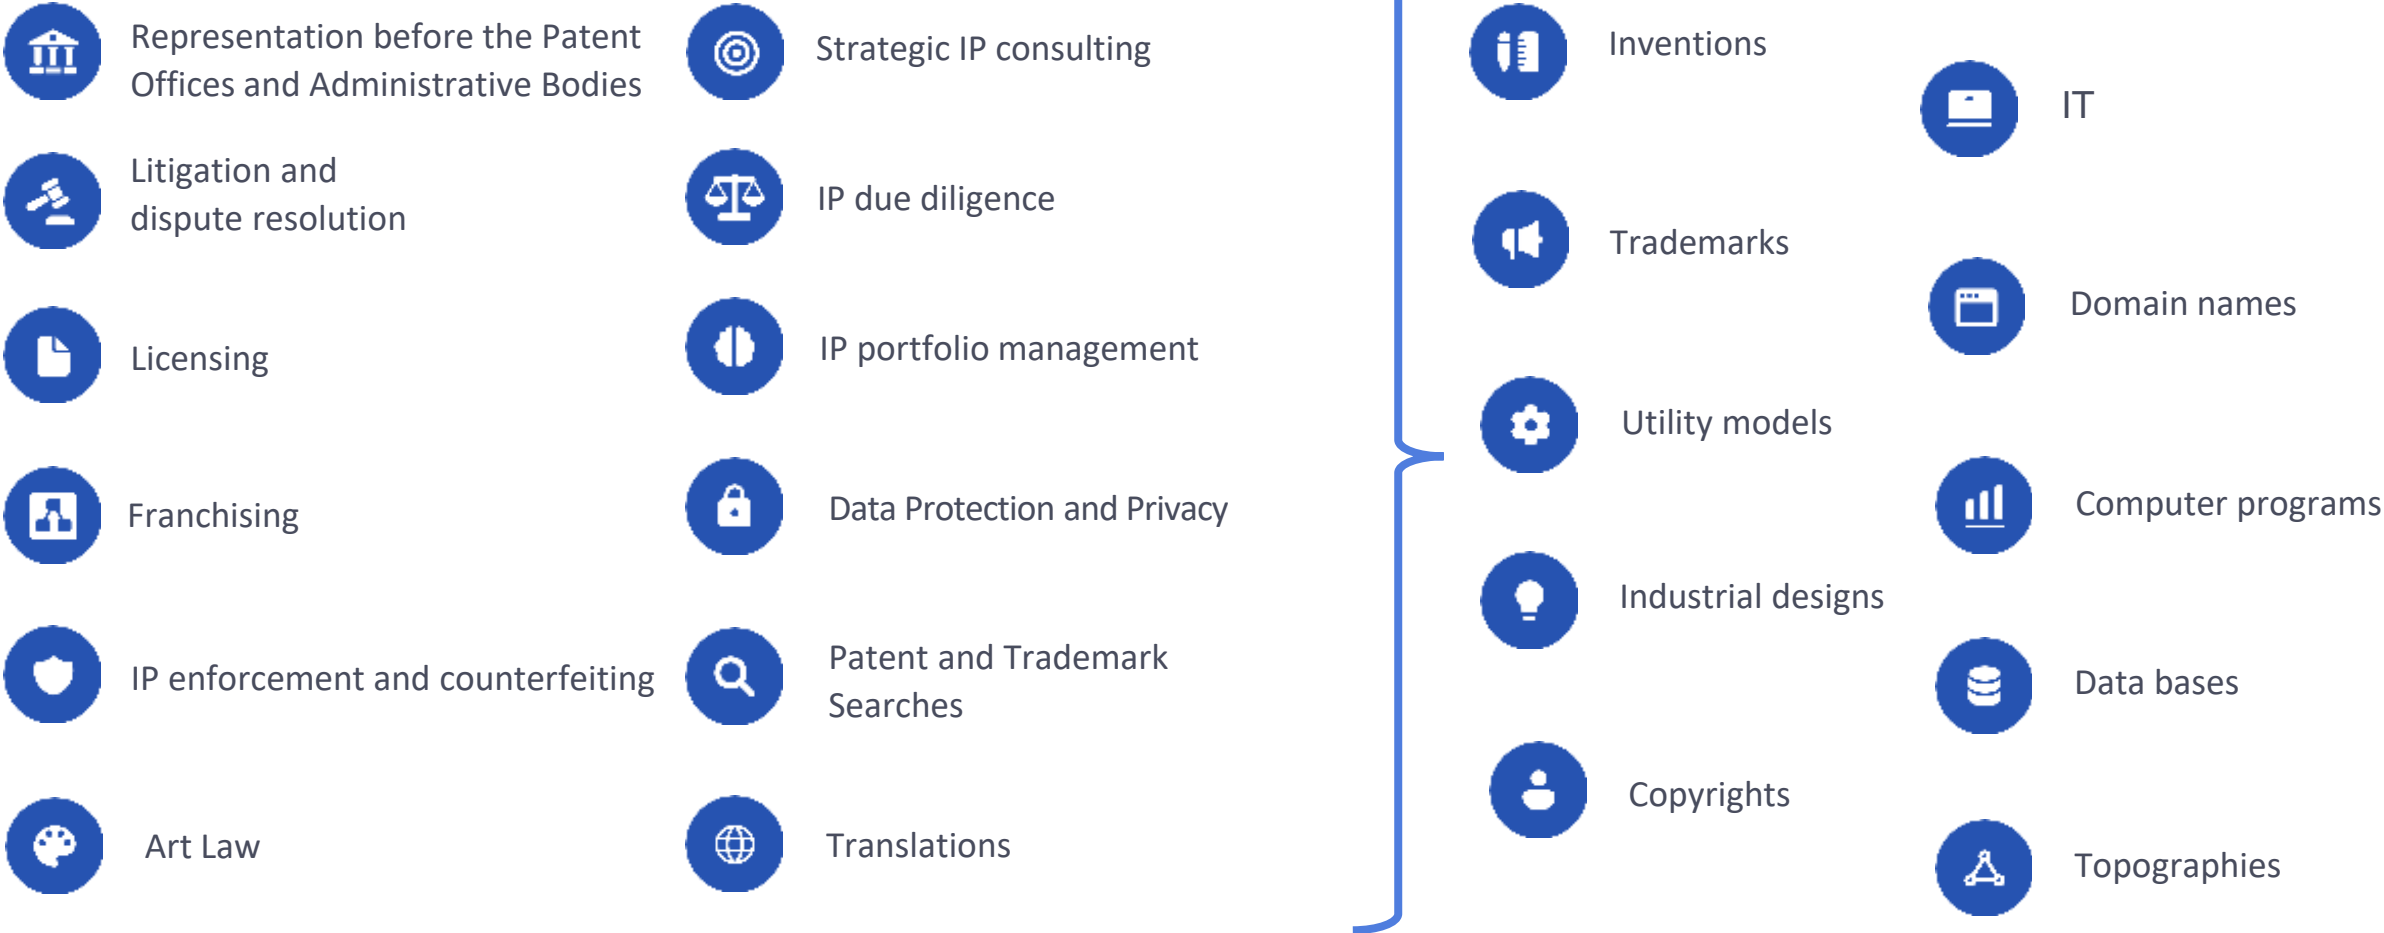 Representation before the Patent
Offices and Administrative Bodies
Litigation and
dispute resolution
Licensing
Franchising
IP enforcement and counterfeiting
Art Law
Strategic IP consulting
IP due diligence
IP portfolio management
Data Protection and Privacy
Patent and Trademark
Searches
Translations
Inventions
Trademarks
Utility models
Industrial designs
Copyrights
IT
Domain names
Computer programs
Data bases
Topographies